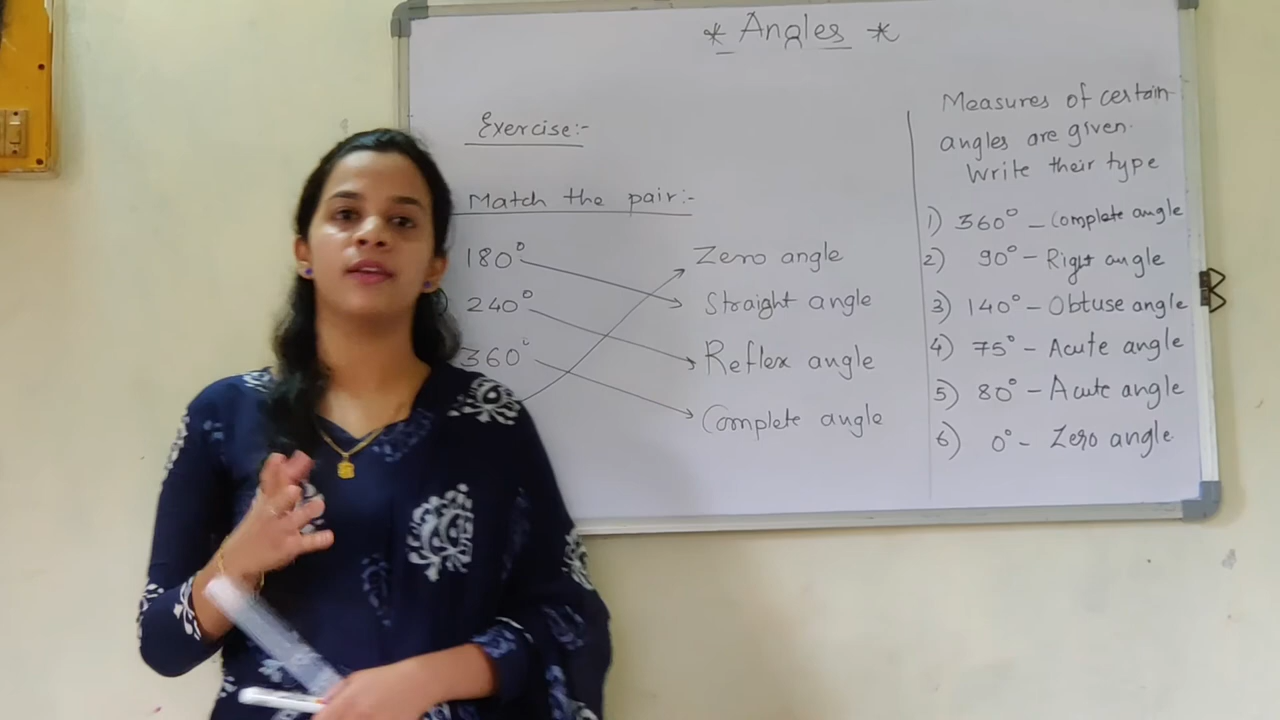 * Angles *
Exercise:-
Match the pair:-
180° Zero angle
240° Straight angle
360° Reflex angle
Complete angle
Measures of certain
angles are given.
Write their type
1) 360° - Complete angle
2) 90° - Right angle
3) 140° - Obtuse angle
4) 75° - Acute angle
5) 80° - Acute angle
6) 0° - Zero angle.